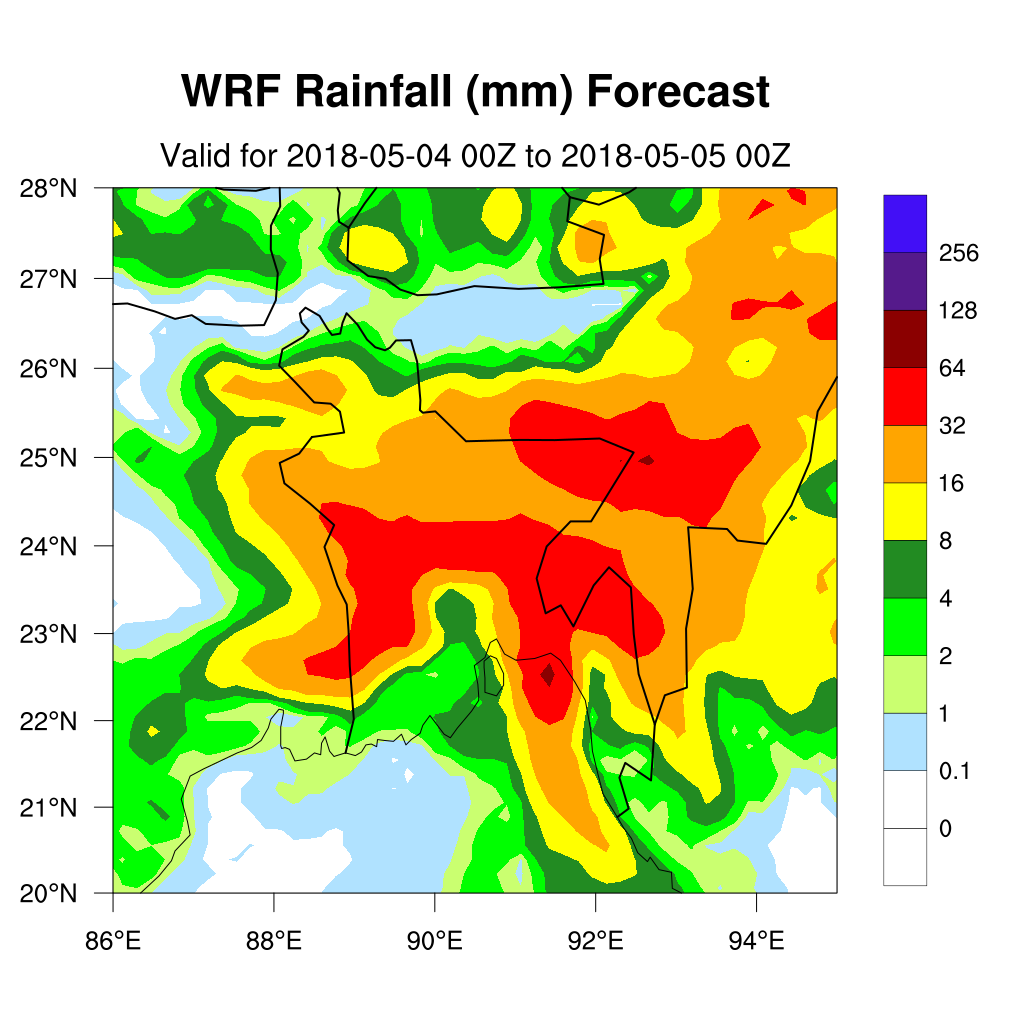 WRF Rainfall (mm) Forecast
Valid for 2018-05-04 00Z to 2018-05-05 00Z
28°N
27°N
26°N
25°N
24°N
23°N
22°N
21°N
20°N
86°E 88°E 90°E 92°E 94°E
256
128
64
32
16
8
4
2
1
0.1
0